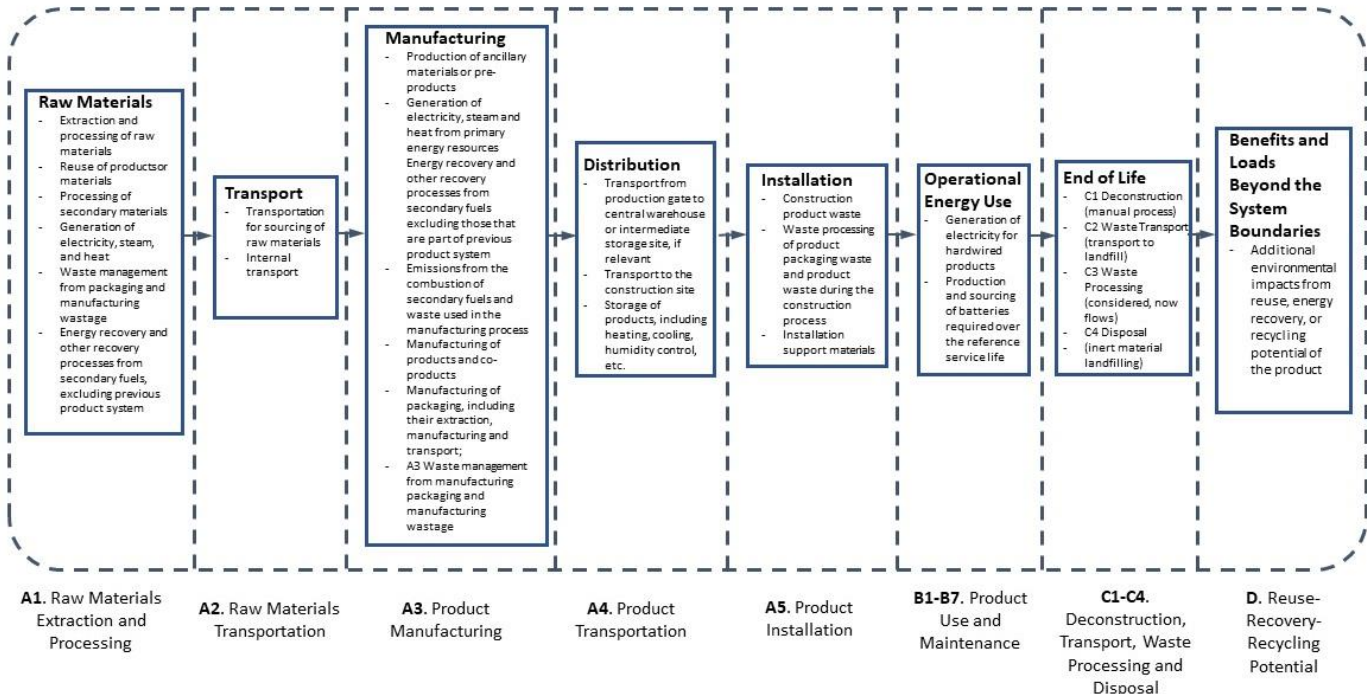 Raw Materials
- Extraction and
processing of raw
materials
- Reuse of productsor
materials
- Processing of
secondary materials
- Generation of
electricity, steam,
and heat
- Waste management
from packaging and
manufacturing
wastage
- Energy recovery and
other recovery
processes from
secondary fuels,
excluding previous
product system
Transport
- Transportation
for sourcing of
raw materials
- Internal
transport
Manufacturing
- Production of ancillary
materials or pre-
products
- Generation of
electricity, steam and
heat from primary
energy resources
Energy recovery and
other recovery
processes from
secondary fuels
excluding those that
are part of previous
product system
- Emissions from the
combustion of
secondary fuels and
waste used in the
manufacturing process
- Manufacturing of
products and co-
products
- Manufacturing of
packaging, including
their extraction,
manufacturing and
transport;
- A3 Waste management
from manufacturing
packaging and
manufacturing
wastage
Distribution
- Transport from
production gate to
central warehouse
or intermediate
storage site, if
relevant
- Transport to the
construction site
- Storage of
products, including
heating, cooling,
humidity control,
etc.
Installation
- Construction
product waste
- Waste processing
of product
packaging waste
and product
waste during the
construction
process
- Installation
support materials
Operational
Energy Use
- Generation of
electricity for
hardwired
products
- Production
and sourcing
of batteries
required over
the reference
service life
End of Life
- C1 Deconstruction
(manual process)
- C2 Waste Transport
(transport to
landfill)
- C3 Waste
Processing
(considered, now
flows)
- C4 Disposal
- (inert material
landfilling)
Benefits and
Loads
Beyond the
System
Boundaries
- Additional
environmental
impacts from
reuse, energy
recovery, or
recycling
potential of
the product
A1. Raw Materials
Extraction and
Processing
A2. Raw Materials
Transportation
A3. Product
Manufacturing
A4. Product
Transportation
A5. Product
Installation
B1-B7. Product
Use and
Maintenance
C1-C4.
Deconstruction,
Transport, Waste
Processing and
Disposal
D. Reuse-
Recovery-
Recycling
Potential